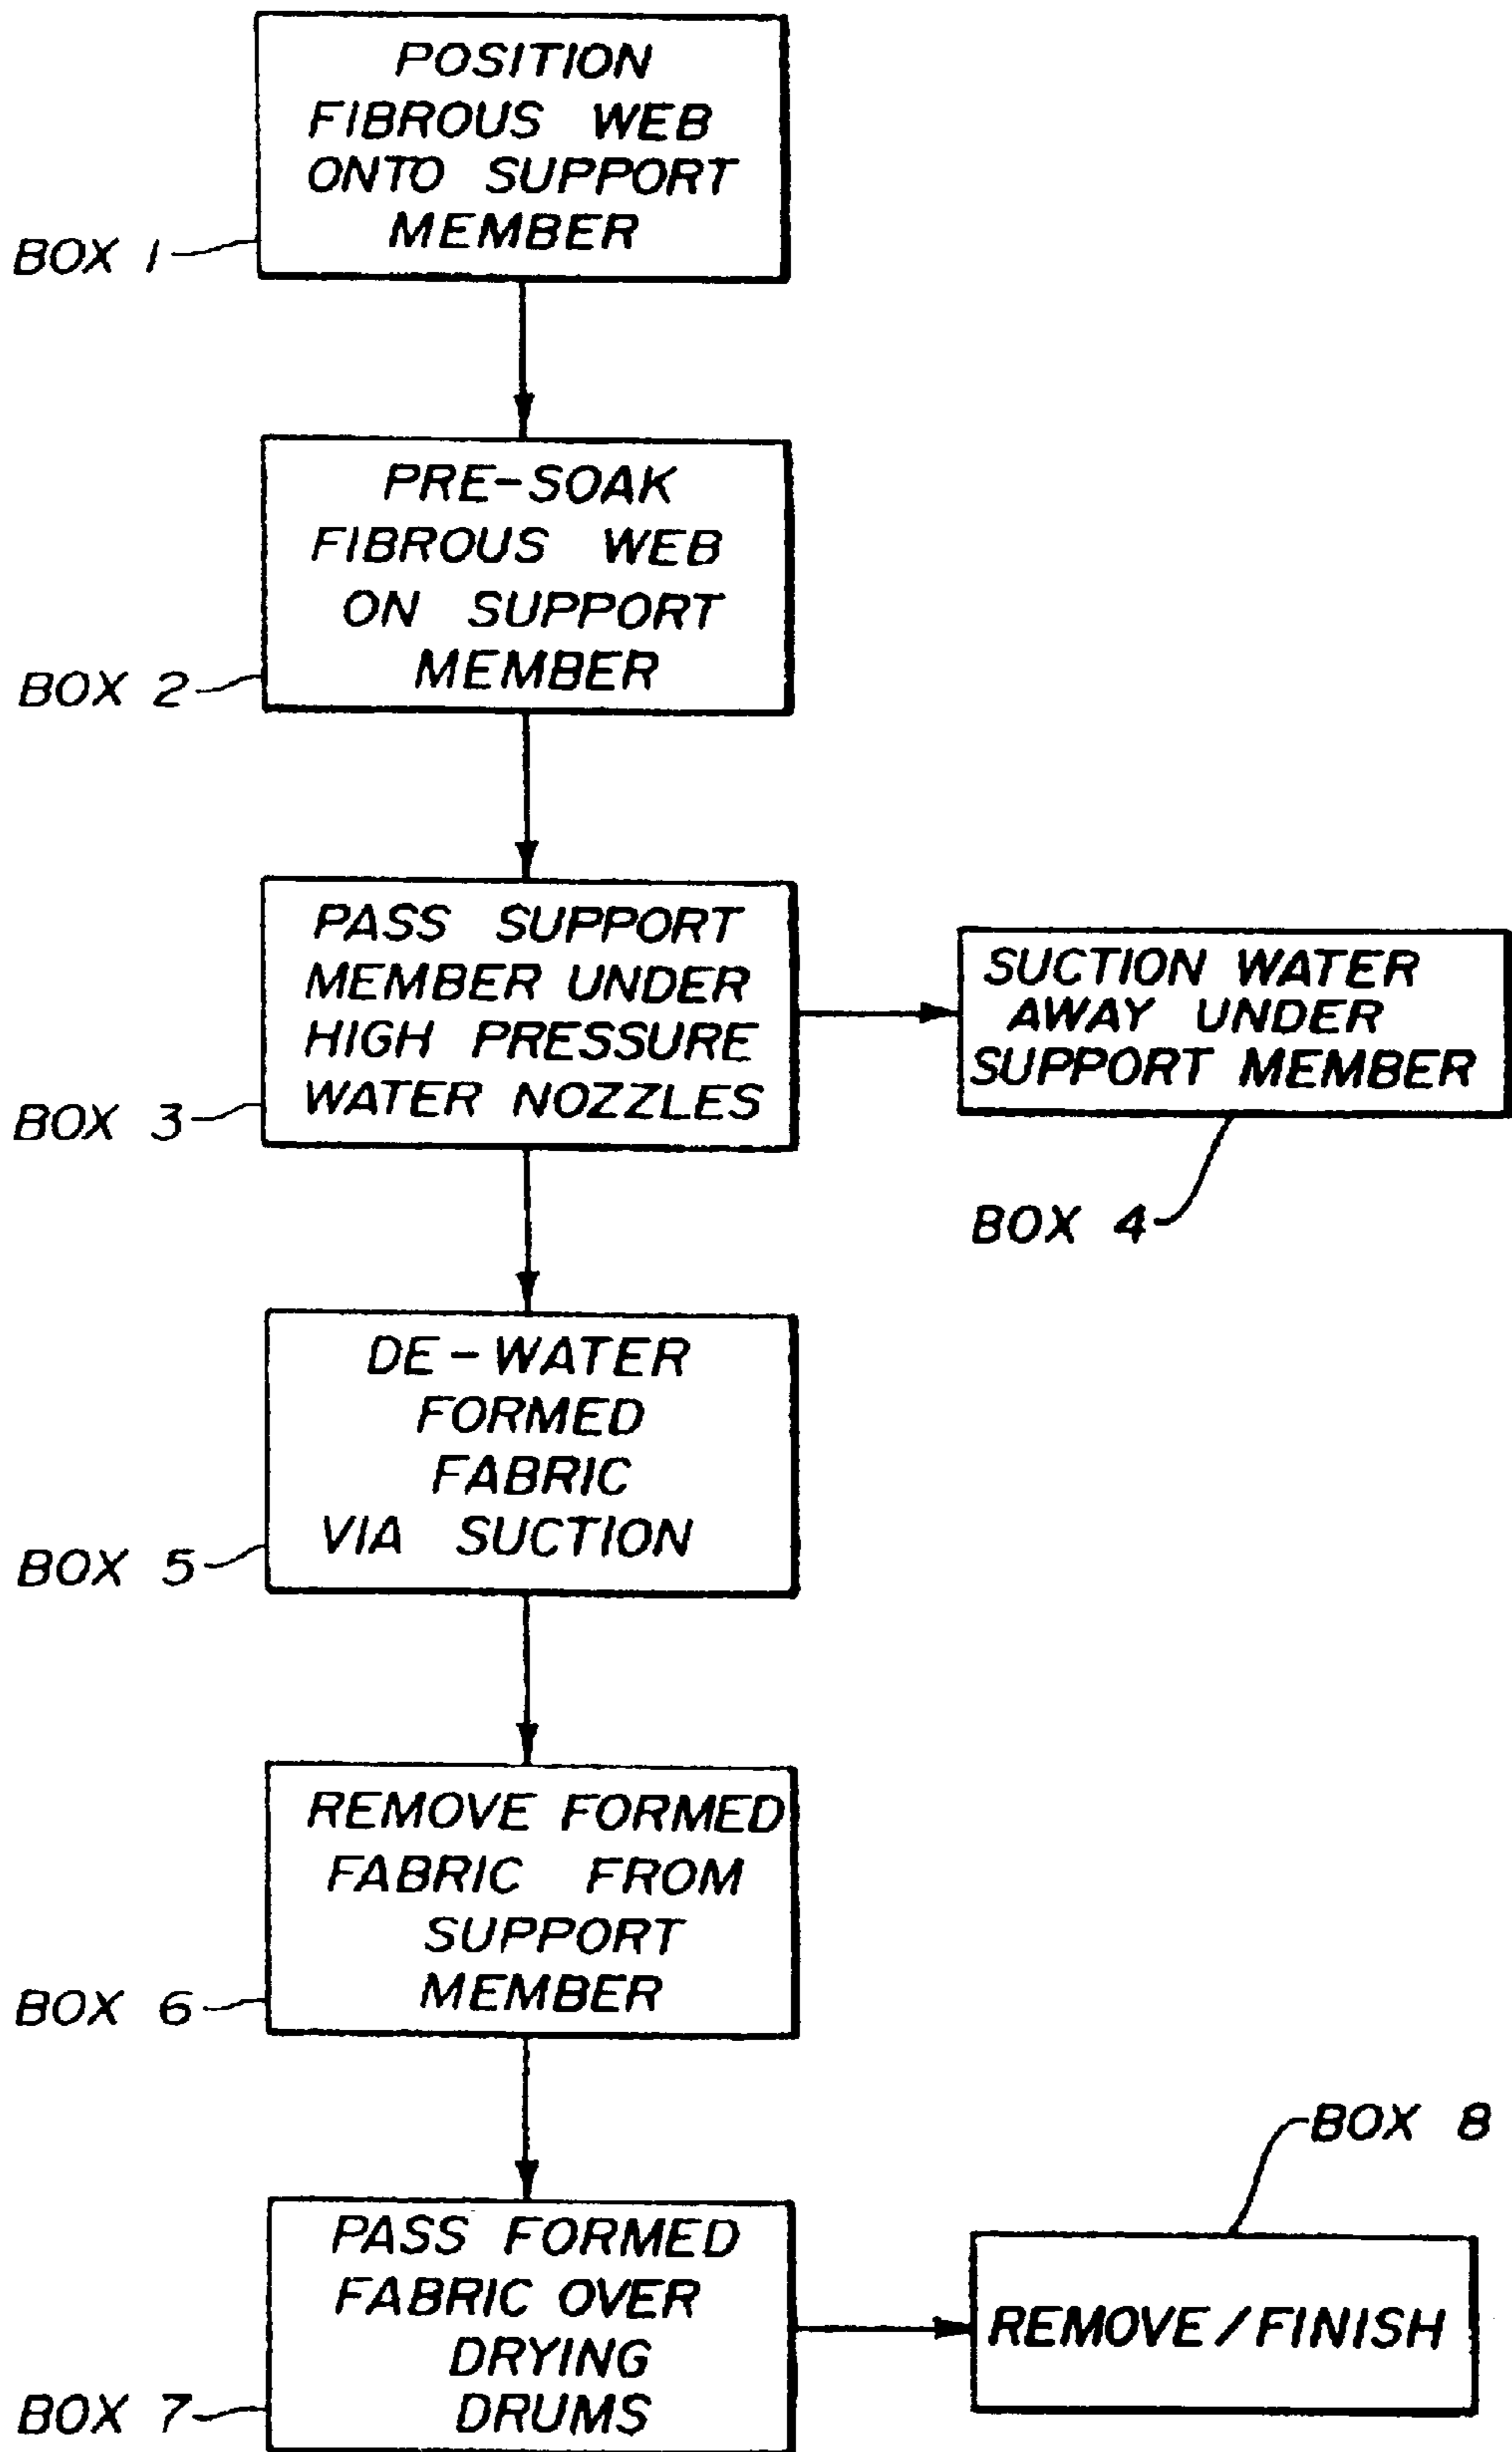 POSITION
FIBROUS WEB
ONTO SUPPORT
MEMBER
BOX 1
PRE-SOAK
FIBROUS WEB
ON SUPPORT
MEMBER
BOX 2
PASS SUPPORT
MEMBER UNDER
HIGH PRESSURE
WATER NOZZLES
BOX 3
SUCTION WATER
AWAY UNDER
SUPPORT MEMBER
BOX 4
DE-WATER
FORMED
FABRIC
VIA SUCTION
BOX 5
REMOVE FORMED
FABRIC FROM
SUPPORT
MEMBER
BOX 6
PASS FORMED
FABRIC OVER
DRYING
DRUMS
BOX 7
BOX 8
REMOVE/FINISH